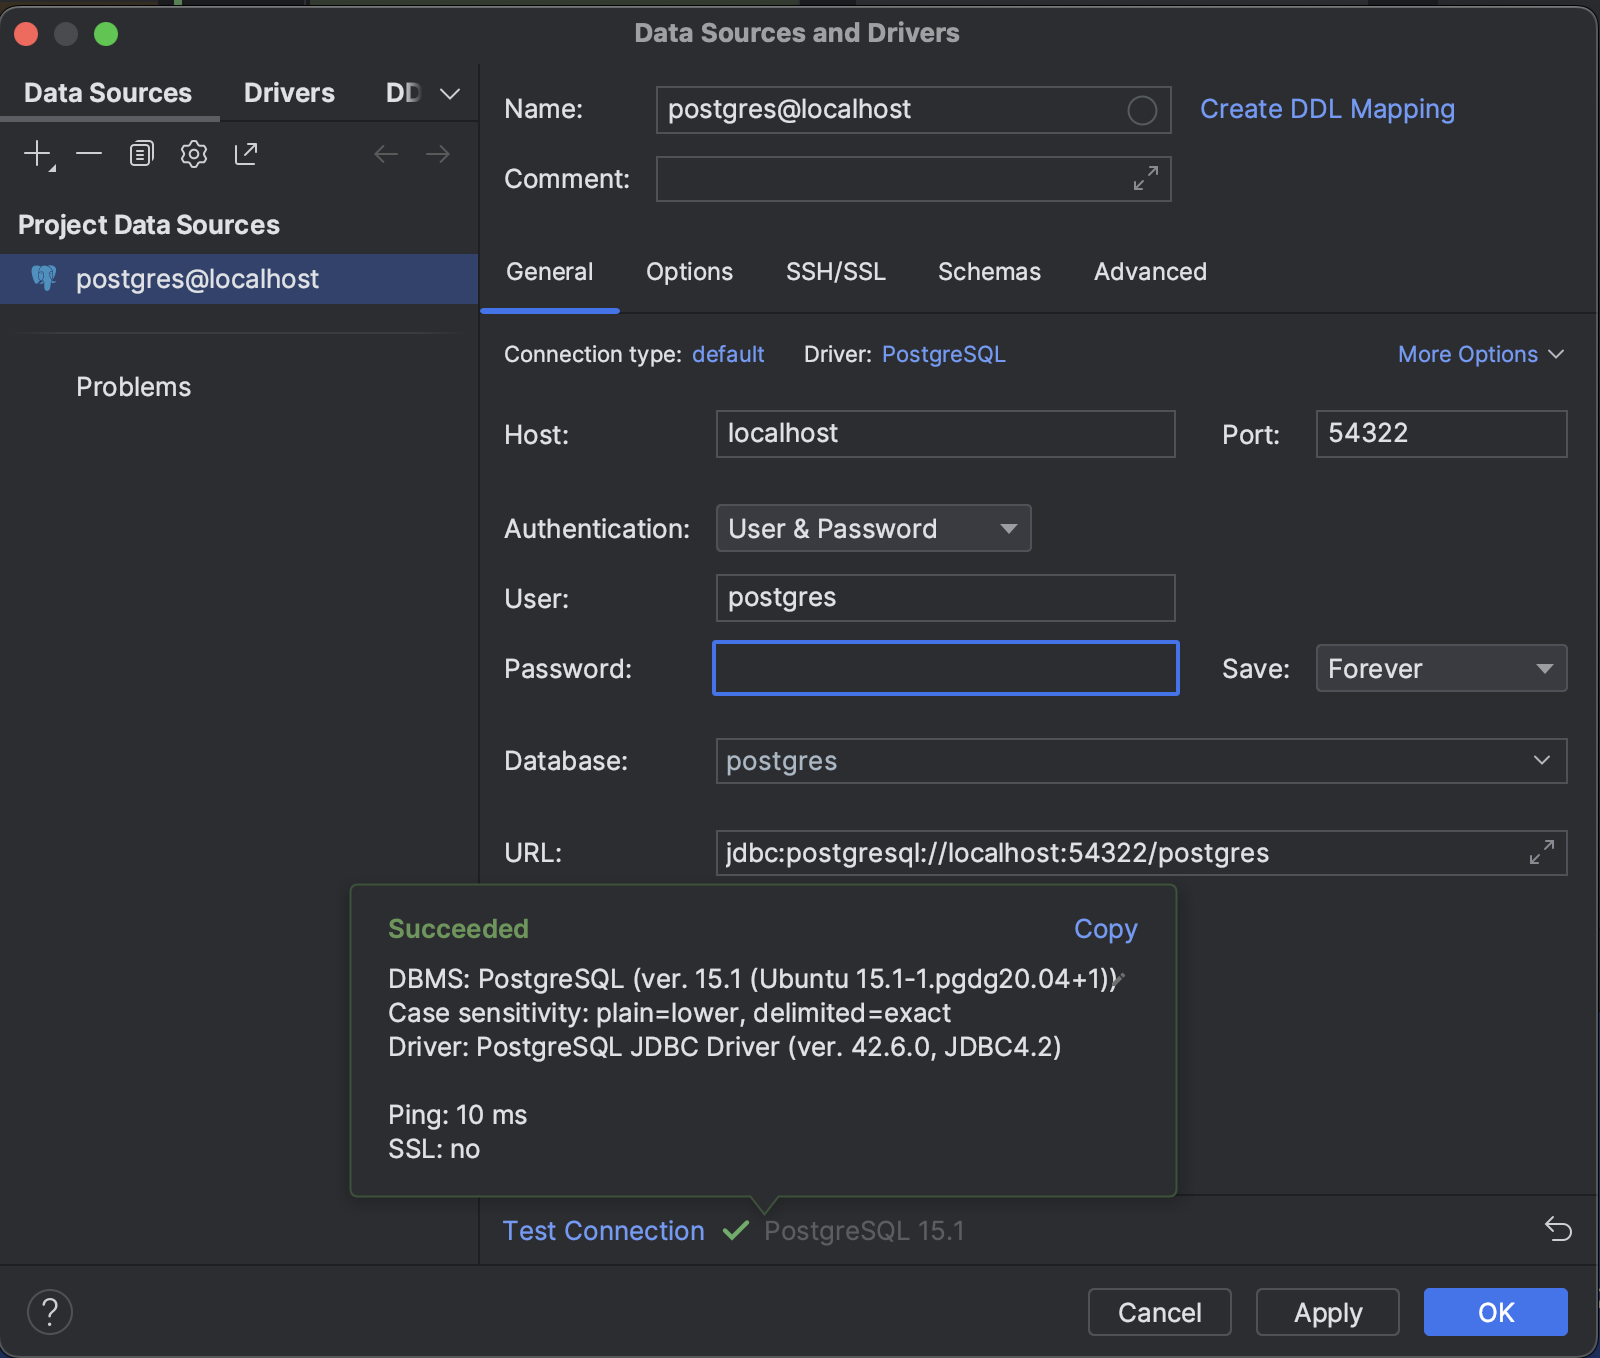 Data Sources and Drivers
Data Sources Drivers DD
Project Data Sources
postgres@localhost
Problems
Name: postgres@localhost Create DDL Mapping
Comment:
General Options SSH/SSL Schemas Advanced
Connection type: default Driver: PostgreSQL More Options
Host: localhost Port: 54322
Authentication: User & Password
User: postgres
Password: Save: Forever
Database: postgres
URL: jdbc:postgresql://localhost:54322/postgres
Succeeded Copy
DBMS: PostgreSQL (ver. 15.1 (Ubuntu 15.1-1.pgdg20.04+1))
Case sensitivity: plain=lower, delimited=exact
Driver: PostgreSQL JDBC Driver (ver. 42.6.0, JDBC4.2)
Ping: 10 ms
SSL: no
Test Connection PostgreSQL 15.1
? Cancel Apply OK